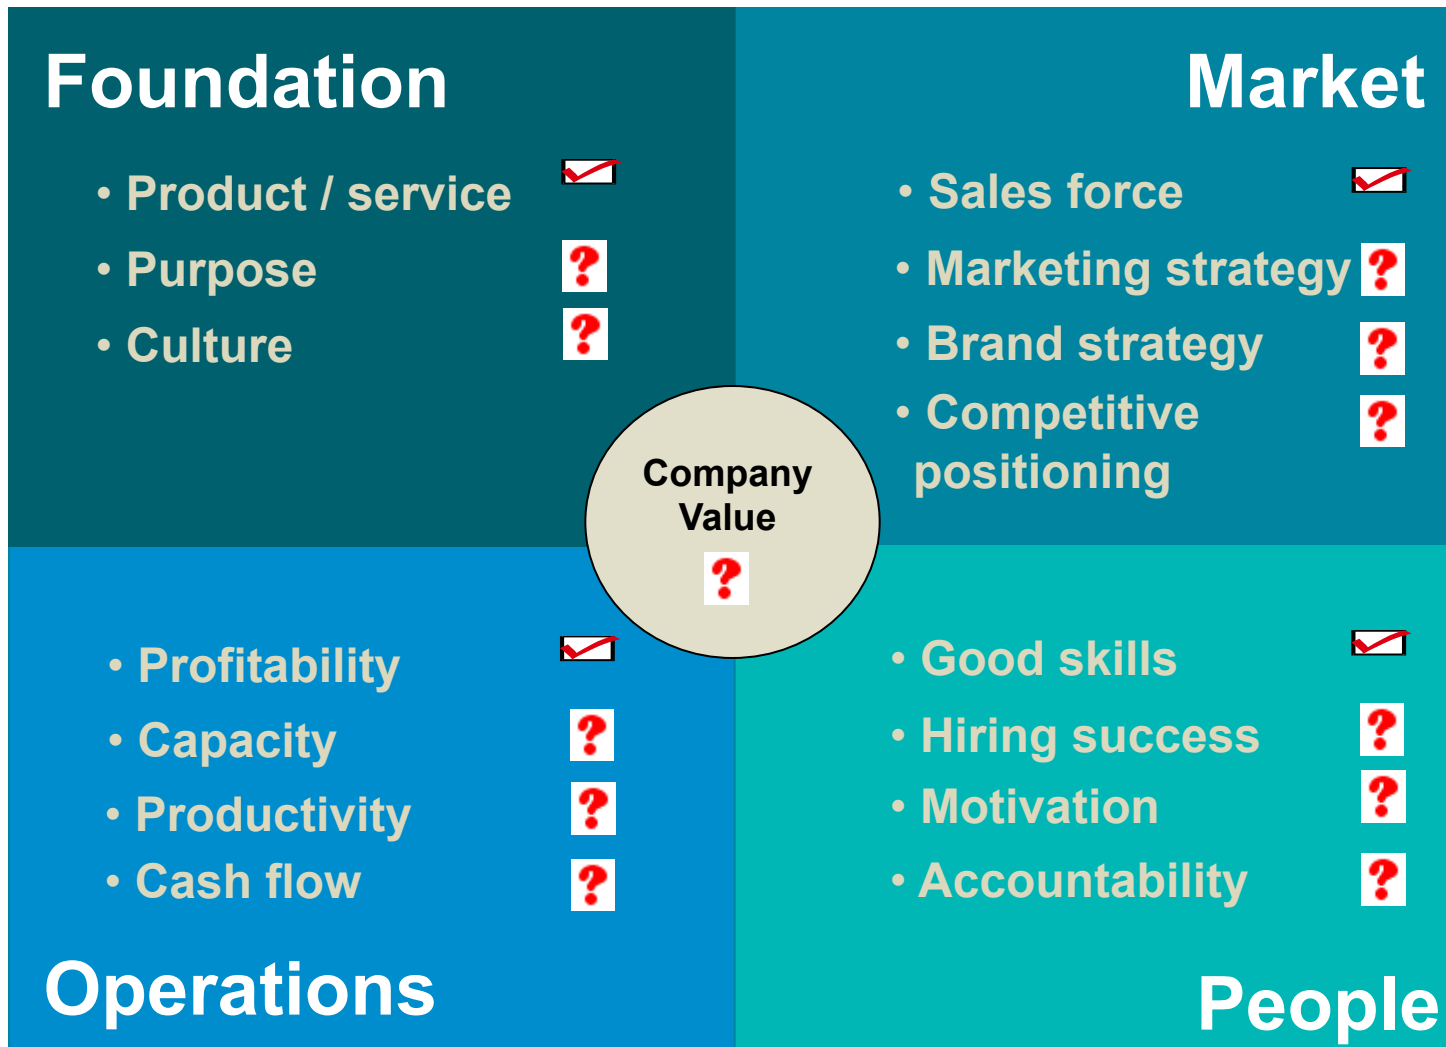 Foundation
• Product / service
• Purpose
?
• Culture
?
Market
• Sales force
• Marketing strategy
?
• Brand strategy
?
• Competitive
?
positioning
Company
Value
?
• Profitability
• Capacity
?
• Productivity
?
• Cash flow
?
Operations
• Good skills
• Hiring success
?
• Motivation
?
• Accountability
?
People